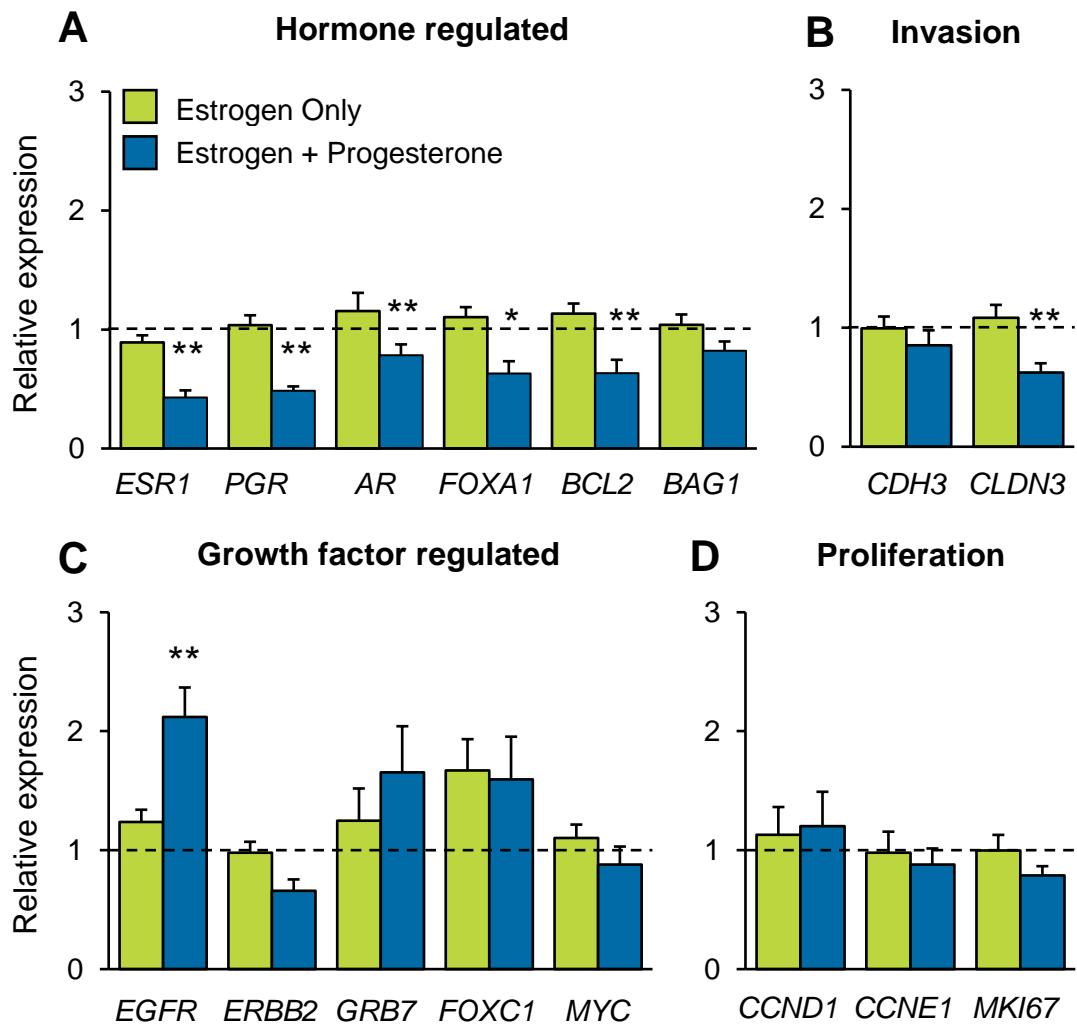 A Hormone regulated
Relative expression
3
2
1
0
Estrogen Only
Estrogen + Progesterone
** ** ** * **
ESR1 PGR AR FOXA1 BCL2 BAG1
B Invasion
3
2
1
0
**
CDH3 CLDN3
C Growth factor regulated
Relative expression
3
2
1
0
**
EGFR ERBB2 GRB7 FOXC1 MYC
D Proliferation
3
2
1
0
CCND1 CCNE1 MKI67